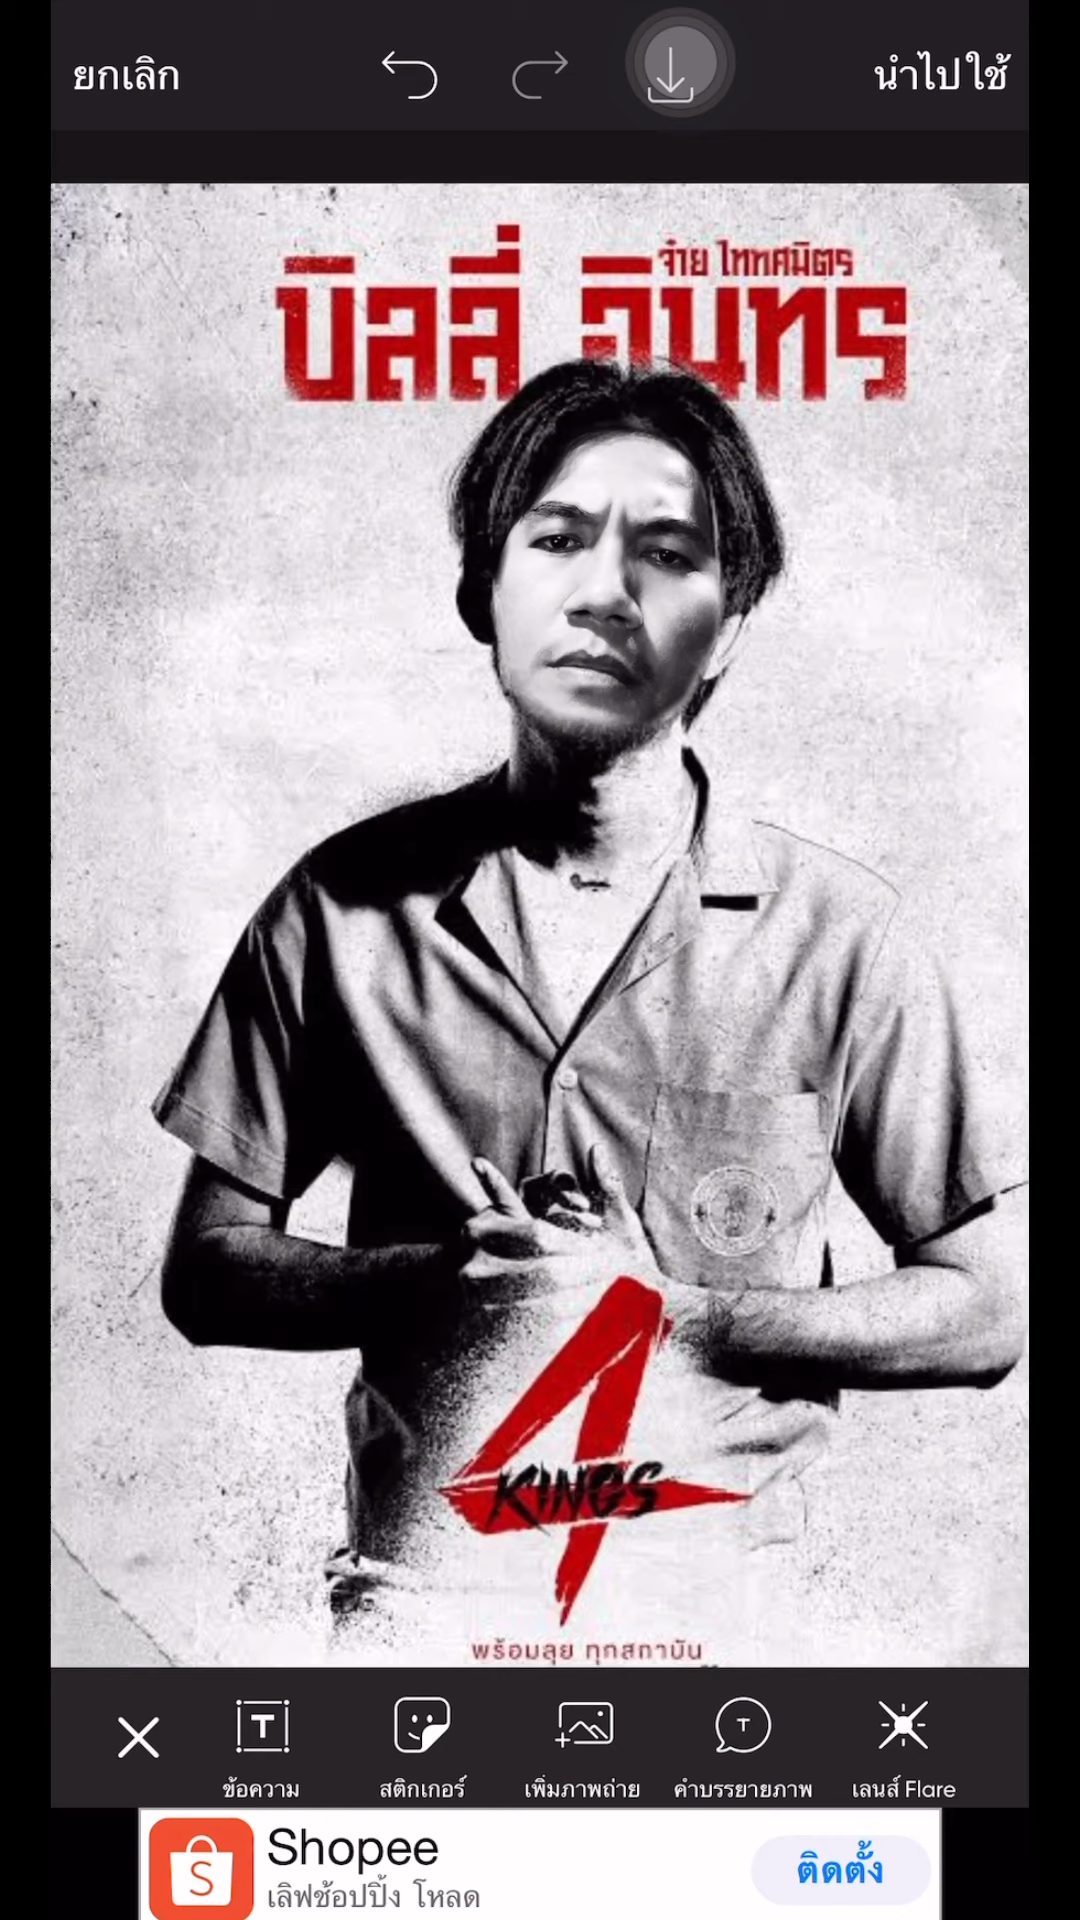 ยกเลิก
นำไปใช้
จ๋าย ไททศมิตร
บิลลี่ อินทร
4
KINGS
พร้อมลุย ทุกสถาบัน
ข้อความ
สติกเกอร์
เพิ่มภาพถ่าย
คำบรรยายภาพ
เลนส์ Flare
Shopee
เลิฟช้อปปิ้ง โหลด
ติดตั้ง